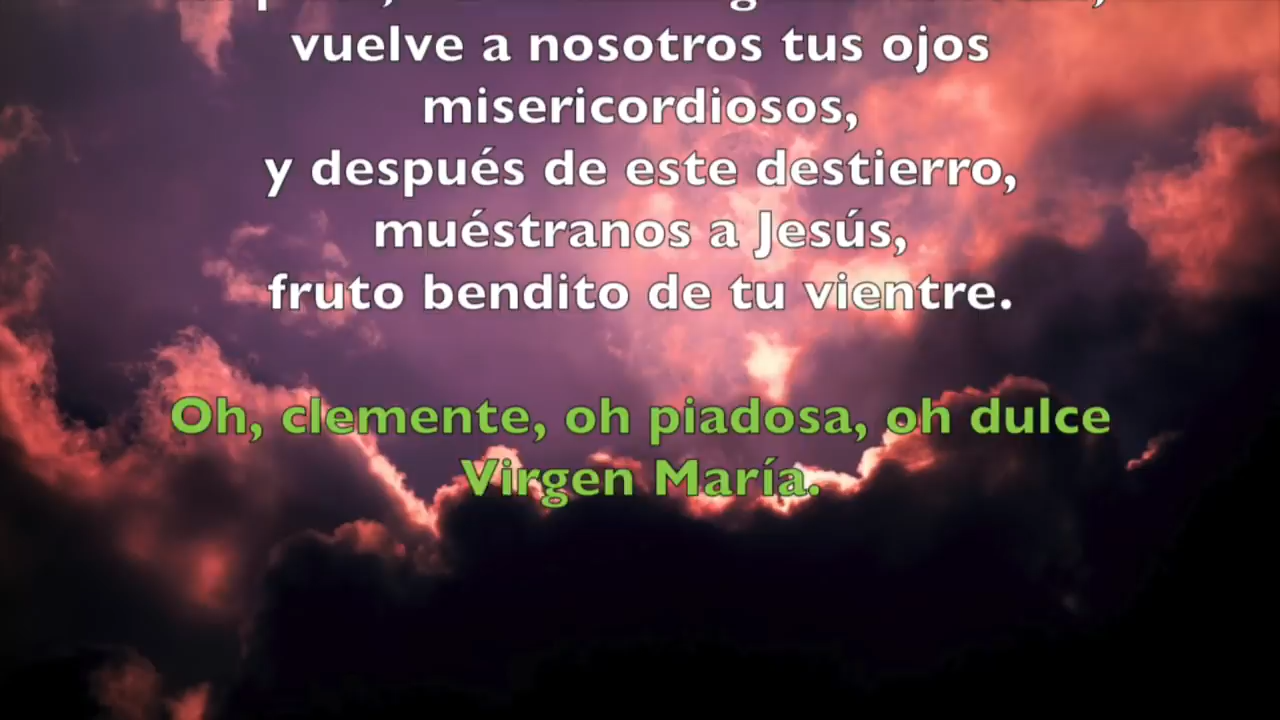 vuelve a nosotros tus ojos
misericordiosos,
y después de este destierro,
muéstranos a Jesús,
fruto bendito de tu vientre.
Oh, clemente, oh piadosa, oh dulce
Virgen María.